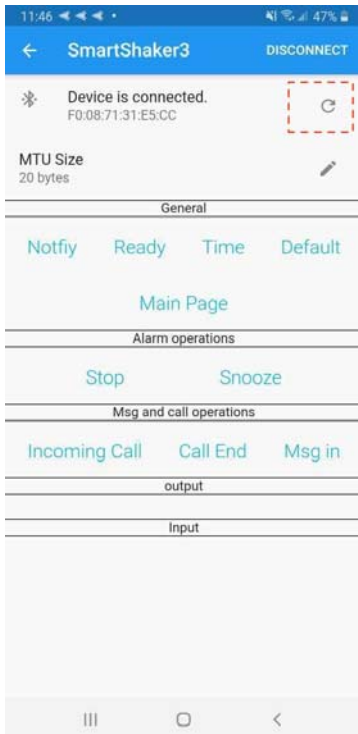 11:46 47%
SmartShaker3 DISCONNECT
Device is connected.
F0:08:71:31:E5:CC
MTU Size
20 bytes
General
Notfiy Ready Time Default
Main Page
Alarm operations
Stop Snooze
Msg and call operations
Incoming Call Call End Msg in
output
Input